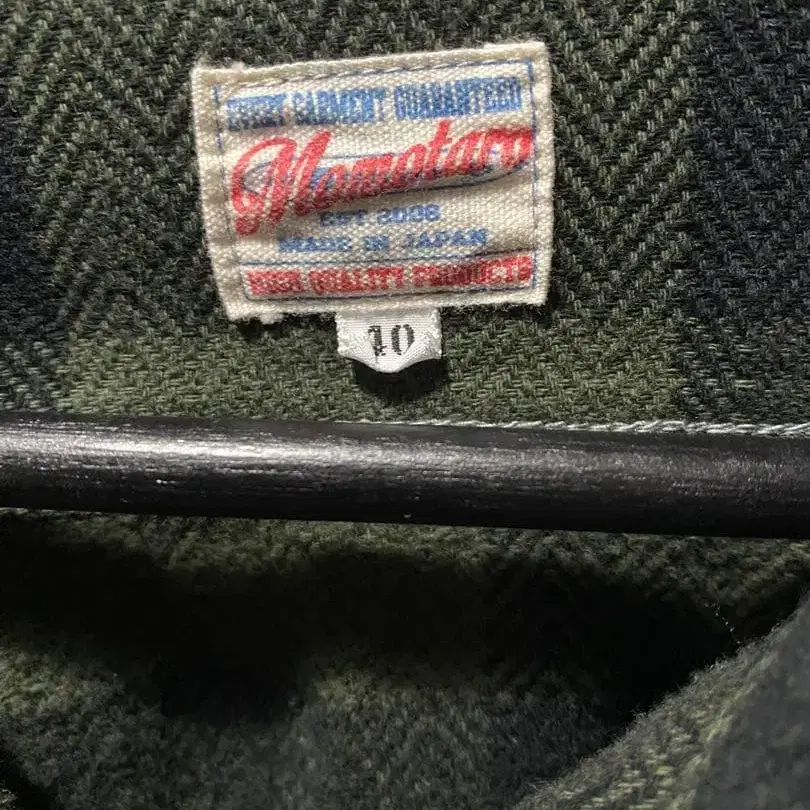 EVERY GARMENT GUARANTEED
Momotaro
EST 2006
MADE IN JAPAN
HIGH QUALITY PRODUCTS
40